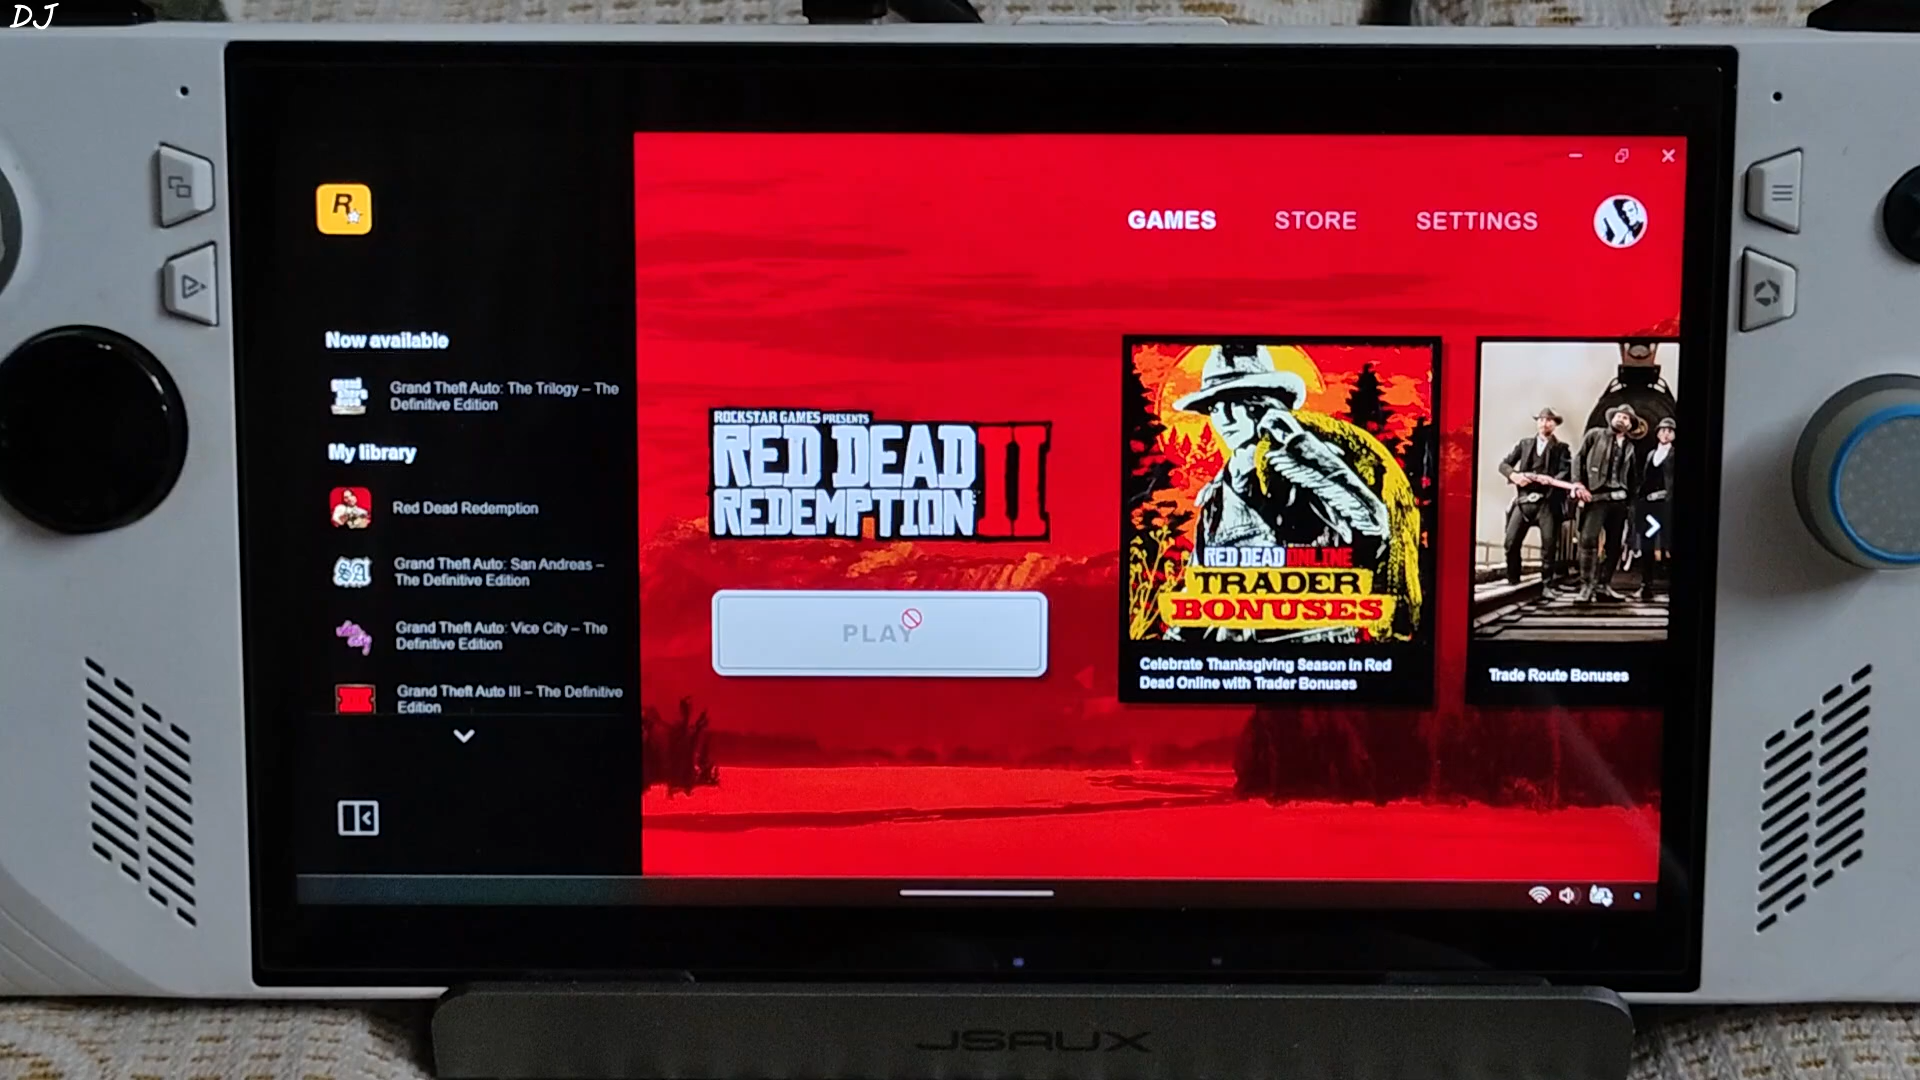 DJ
R
GAMES STORE SETTINGS
Now available
Grand Theft Auto: The Trilogy – The
Definitive Edition
My library
Red Dead Redemption
Grand Theft Auto: San Andreas –
The Definitive Edition
Grand Theft Auto: Vice City – The
Definitive Edition
Grand Theft Auto III – The Definitive
Edition
ROCKSTAR GAMES PRESENTS
RED DEAD
REDEMPTION II
PLAY
RED DEAD ONLINE
TRADER
BONUSES
Celebrate Thanksgiving Season in Red
Dead Online with Trader Bonuses
Trade Route Bonuses
JSAUX